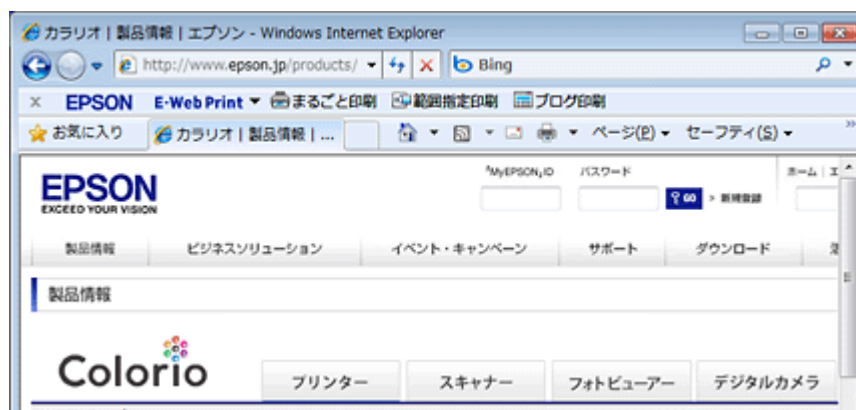 カラリオ | 製品情報 | エプソン - Windows Internet Explorer
http://www.epson.jp/products/ Bing
× EPSON E-Web Print まるごと印刷 範囲指定印刷 ブログ印刷
お気に入り カラリオ | 製品情報 | ... ページ(P) セーフティ(S) »
EPSON 「MyEPSON」ID パスワード ホーム | エ
EXCEED YOUR VISION GO > 新規登録
製品情報 ビジネスソリューション イベント・キャンペーン サポート ダウンロード
製品情報
Colorio プリンター スキャナー フォトビューアー デジタルカメラ